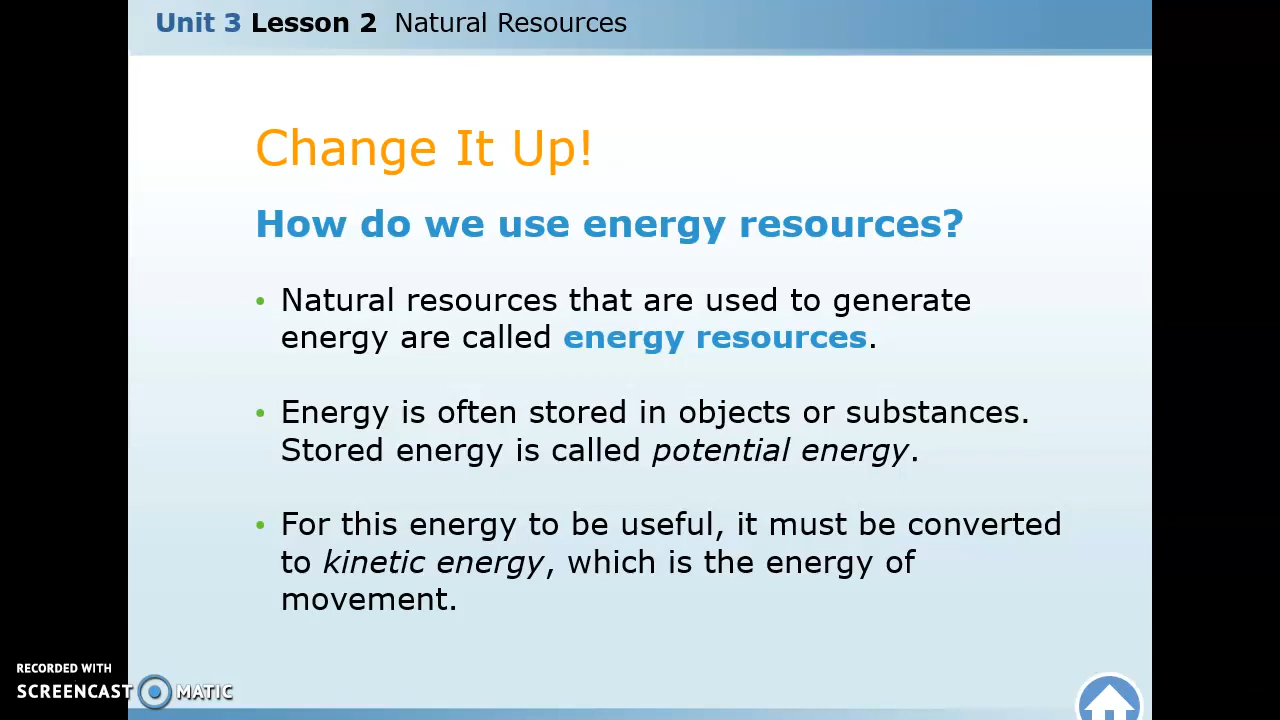 Unit 3 Lesson 2 Natural Resources
Change It Up!
How do we use energy resources?
• Natural resources that are used to generate
energy are called energy resources.
• Energy is often stored in objects or substances.
Stored energy is called potential energy.
• For this energy to be useful, it must be converted
to kinetic energy, which is the energy of
movement.
RECORDED WITH
SCREENCAST MATIC